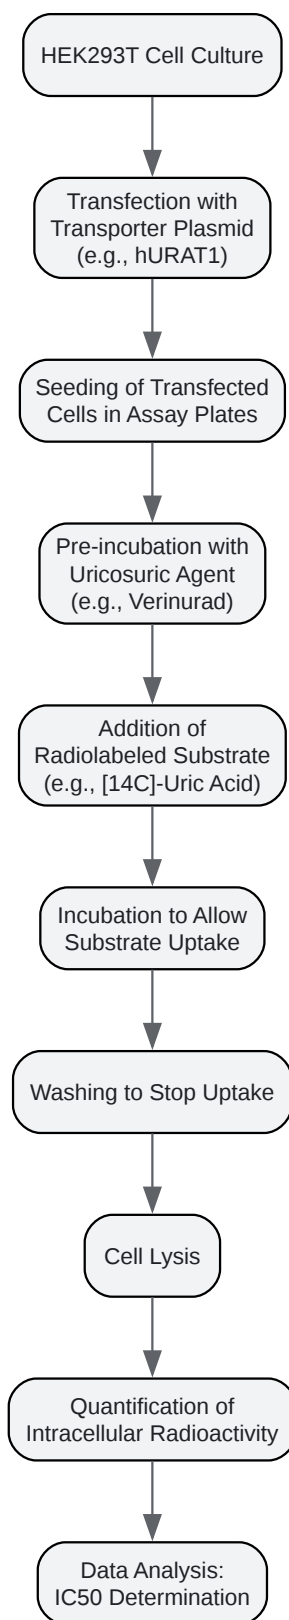 HEK293T Cell Culture
Transfection with
Transporter Plasmid
(e.g., hURAT1)
Seeding of Transfected
Cells in Assay Plates
Pre-incubation with
Uricosuric Agent
(e.g., Verinurad)
Addition of
Radiolabeled Substrate
(e.g., [14C]-Uric Acid)
Incubation to Allow
Substrate Uptake
Washing to Stop Uptake
Cell Lysis
Quantification of
Intracellular Radioactivity
Data Analysis:
IC50 Determination